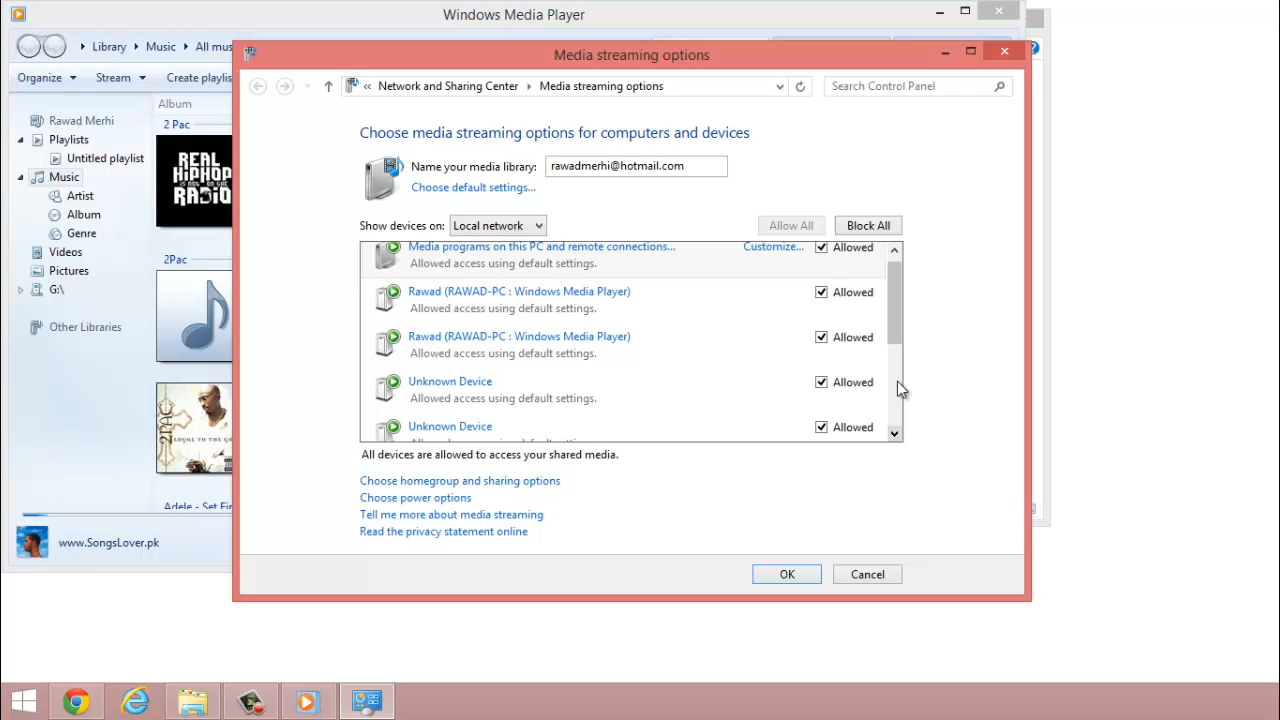 Windows Media Player
Library Music All mus
Media streaming options
Organize Stream Create playlis
Network and Sharing Center Media streaming options
Search Control Panel
Album
Rawad Merhi
Playlists
Untitled playlist
Music
Artist
Album
Genre
Videos
Pictures
G:\
Other Libraries
2 Pac
REAL
HIPHOP
IS NOT ON THE
RADIO
2Pac
LOYAL TO THE
Adele - Set Fir
www.SongsLover.pk
Choose media streaming options for computers and devices
Name your media library: rawadmerhi@hotmail.com
Choose default settings...
Show devices on: Local network Allow All Block All
Media programs on this PC and remote connections... Customize... Allowed
Allowed access using default settings.
Rawad (RAWAD-PC : Windows Media Player) Allowed
Allowed access using default settings.
Rawad (RAWAD-PC : Windows Media Player) Allowed
Allowed access using default settings.
Unknown Device Allowed
Allowed access using default settings.
Unknown Device Allowed
All devices are allowed to access your shared media.
Choose homegroup and sharing options
Choose power options
Tell me more about media streaming
Read the privacy statement online
OK Cancel